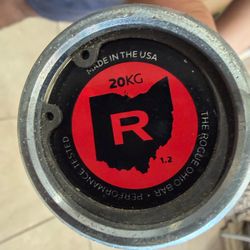 MADE IN THE USA
20KG
R
1.2
THE ROGUE OHIO BAR • PERFORMANCE TESTED